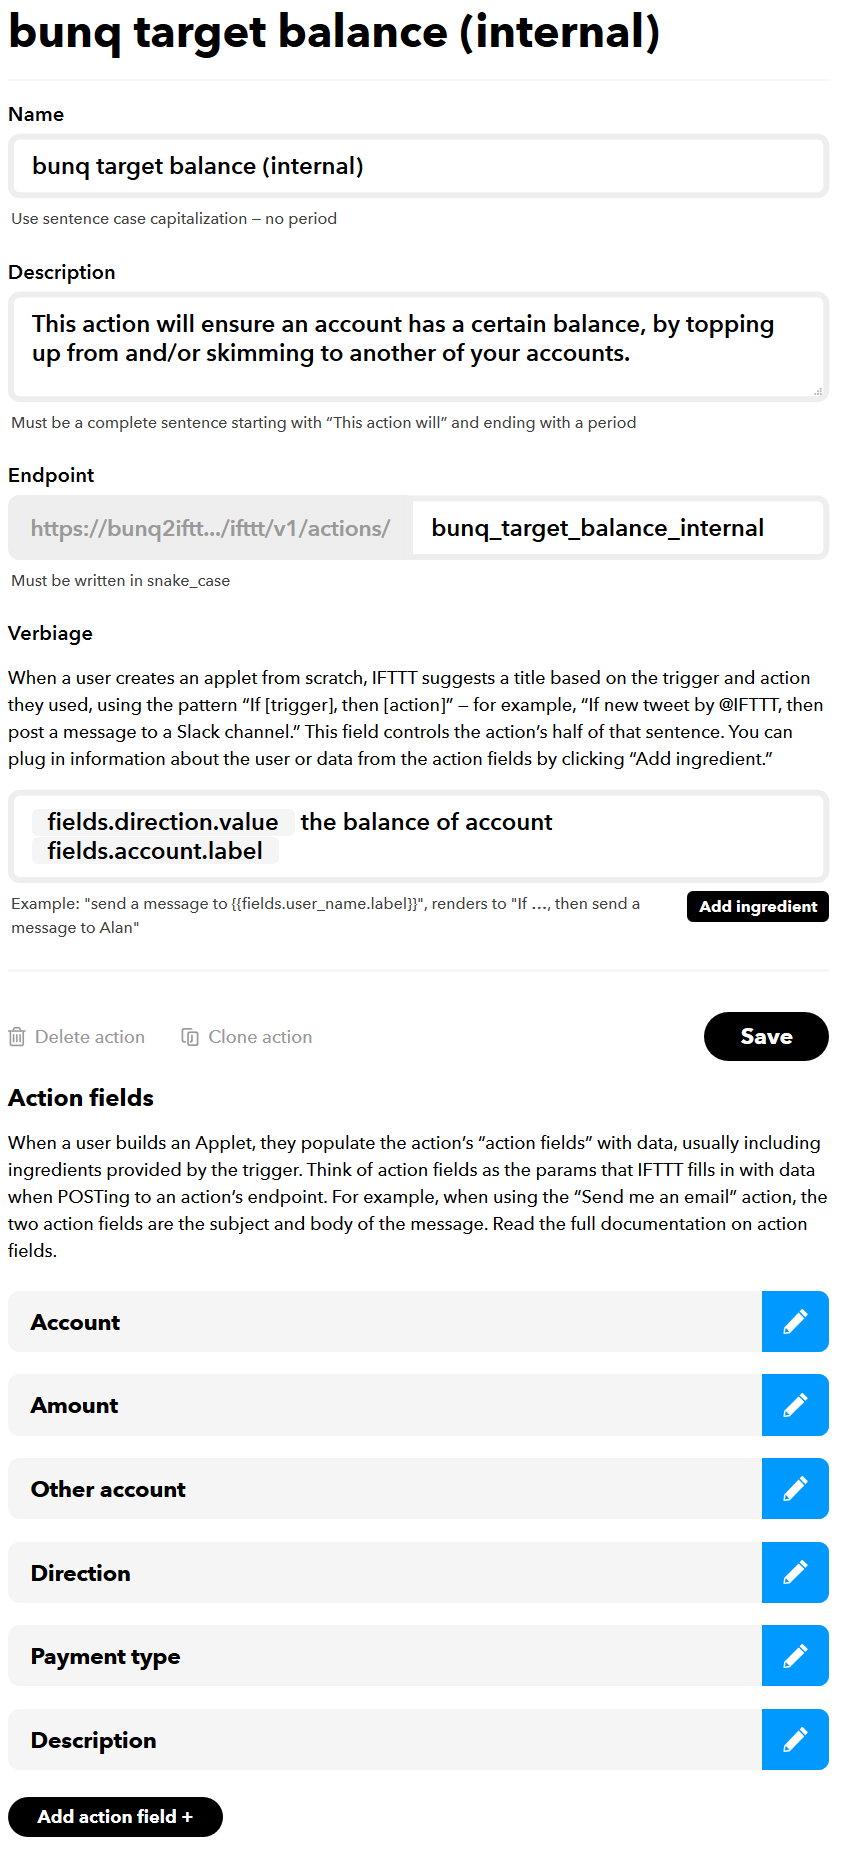 bunq target balance (internal)
Name
bunq target balance (internal)
Use sentence case capitalization – no period
Description
This action will ensure an account has a certain balance, by topping
up from and/or skimming to another of your accounts.
Must be a complete sentence starting with “This action will” and ending with a period
Endpoint
https://bunq2iftt.../ifttt/v1/actions/ bunq_target_balance_internal
Must be written in snake_case
Verbiage
When a user creates an applet from scratch, IFTTT suggests a title based on the trigger and action
they used, using the pattern “If [trigger], then [action]” – for example, “If new tweet by @IFTTT, then
post a message to a Slack channel.” This field controls the action’s half of that sentence. You can
plug in information about the user or data from the action fields by clicking “Add ingredient.”
fields.direction.value the balance of account
fields.account.label
Example: "send a message to {{fields.user_name.label}}", renders to "If …, then send a
message to Alan"
Add ingredient
Delete action Clone action Save
Action fields
When a user builds an Applet, they populate the action’s “action fields” with data, usually including
ingredients provided by the trigger. Think of action fields as the params that IFTTT fills in with data
when POSTing to an action’s endpoint. For example, when using the “Send me an email” action, the
two action fields are the subject and body of the message. Read the full documentation on action
fields.
Account
Amount
Other account
Direction
Payment type
Description
Add action field +